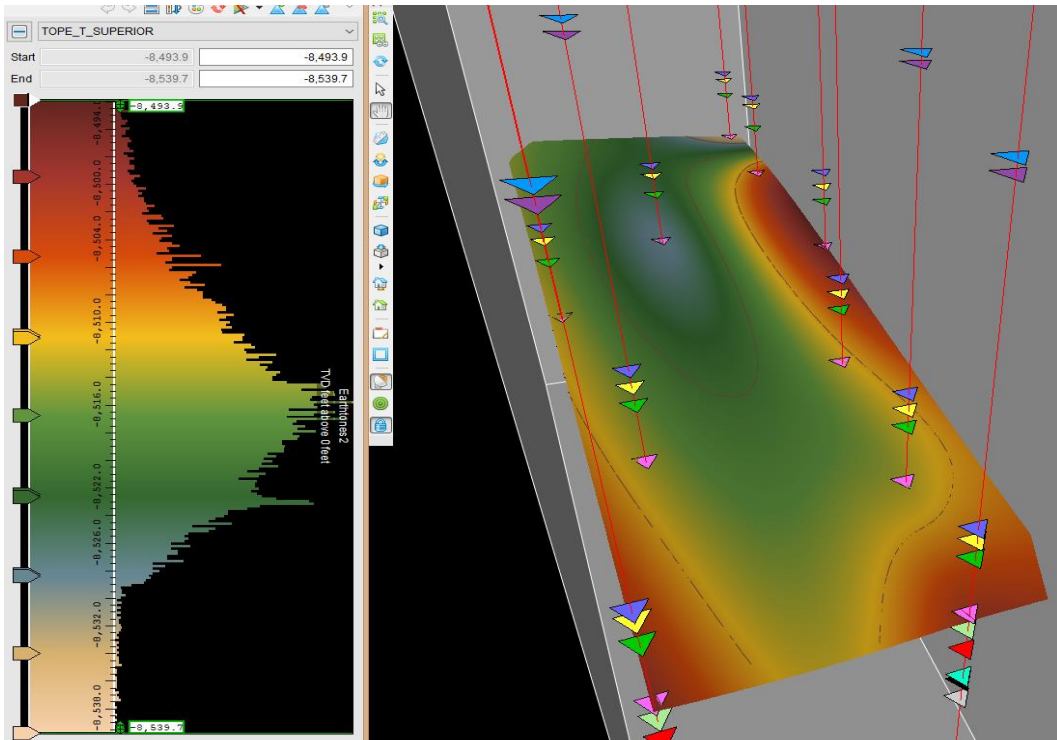 TOPE_T_SUPERIOR
Start -8,493.9 -8,493.9
End -8,539.7 -8,539.7
-8,493.9
-8,494.0
-8,500.0
-8,504.0
-8,510.0
-8,516.0
-8,522.0
-8,526.0
-8,532.0
-8,538.0
-8,539.7
Earthtones 2
TVD feet above 0 feet